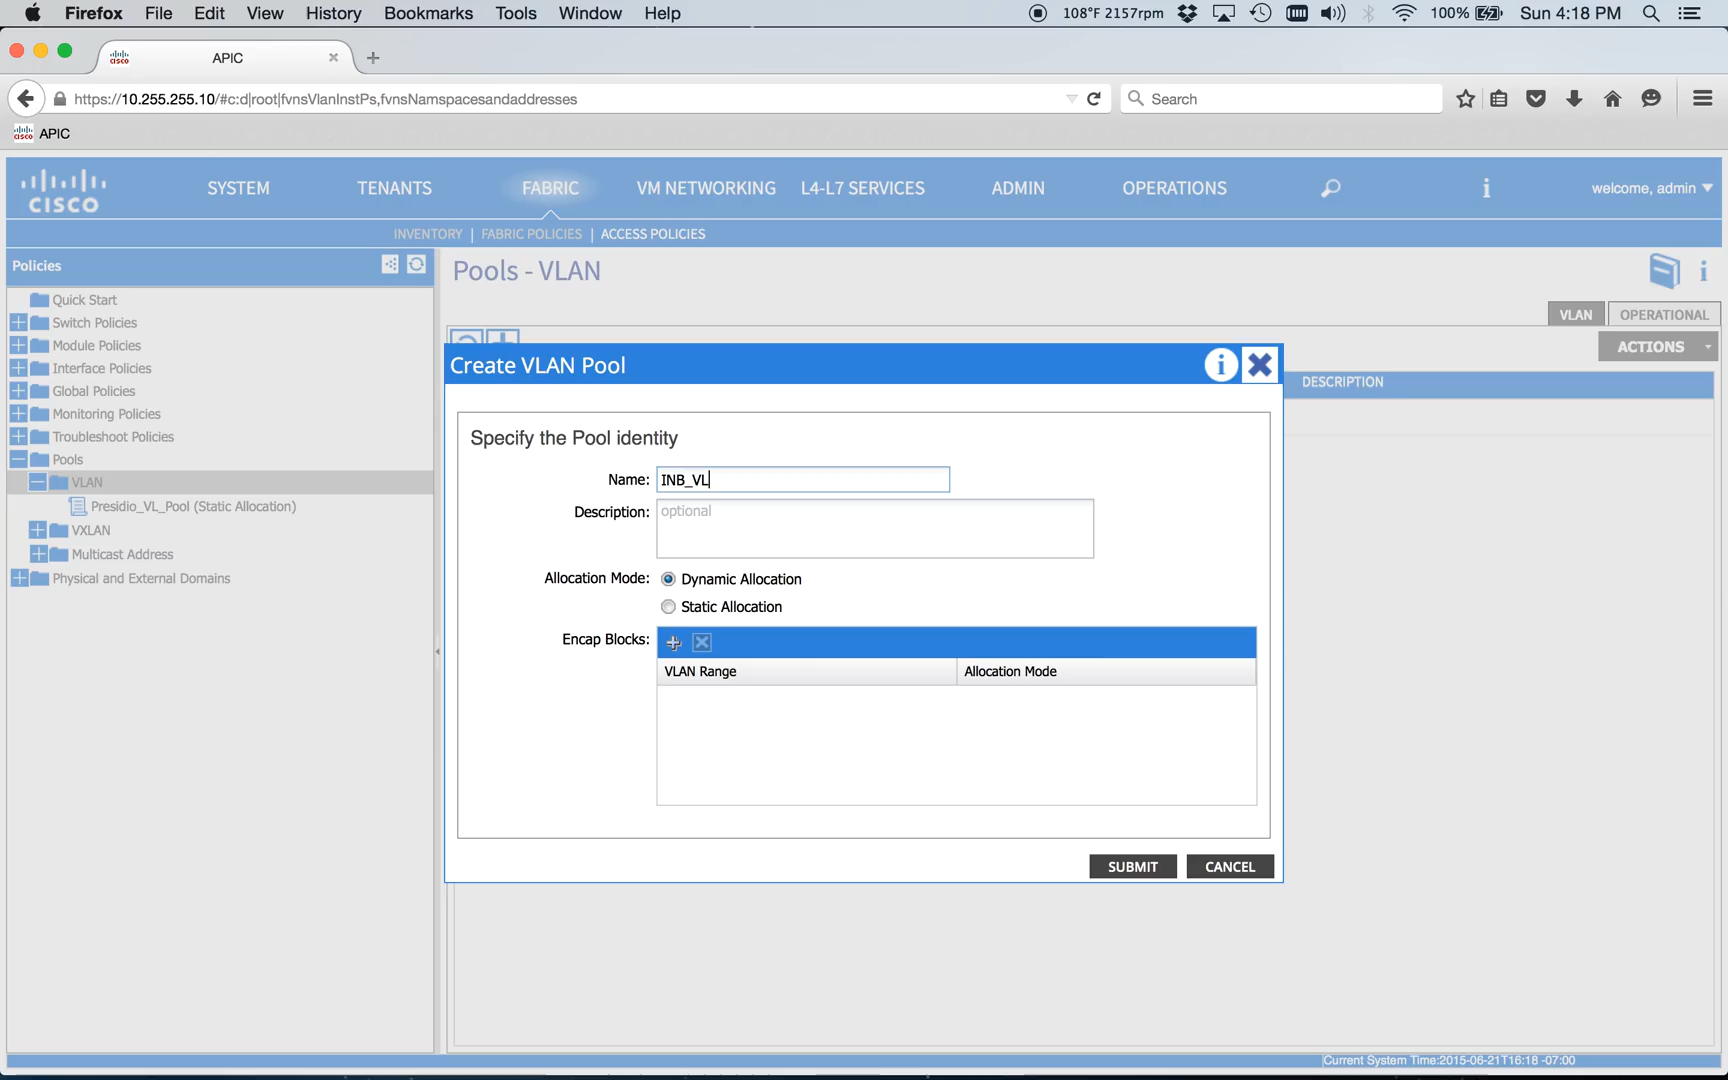 Firefox File Edit View History Bookmarks Tools Window Help 108°F 2157rpm 100% Sun 4:18 PM
APIC
https://10.255.255.10/#c:d|root|fvnsVlanInstPs,fvnsNamspacesandaddresses Search
CISCO APIC
CISCO SYSTEM TENANTS FABRIC VM NETWORKING L4-L7 SERVICES ADMIN OPERATIONS i welcome, admin
INVENTORY | FABRIC POLICIES | ACCESS POLICIES
Policies
Quick Start
Switch Policies
Module Policies
Interface Policies
Global Policies
Monitoring Policies
Troubleshoot Policies
Pools
VLAN
Presidio_VL_Pool (Static Allocation)
VXLAN
Multicast Address
Physical and External Domains
Pools - VLAN i
VLAN OPERATIONAL
ACTIONS
DESCRIPTION
Create VLAN Pool i
Specify the Pool identity
Name: INB_VL
Description: optional
Allocation Mode: Dynamic Allocation
Static Allocation
Encap Blocks:
VLAN Range Allocation Mode
SUBMIT CANCEL
Current System Time:2015-06-21T16:18 -07:00